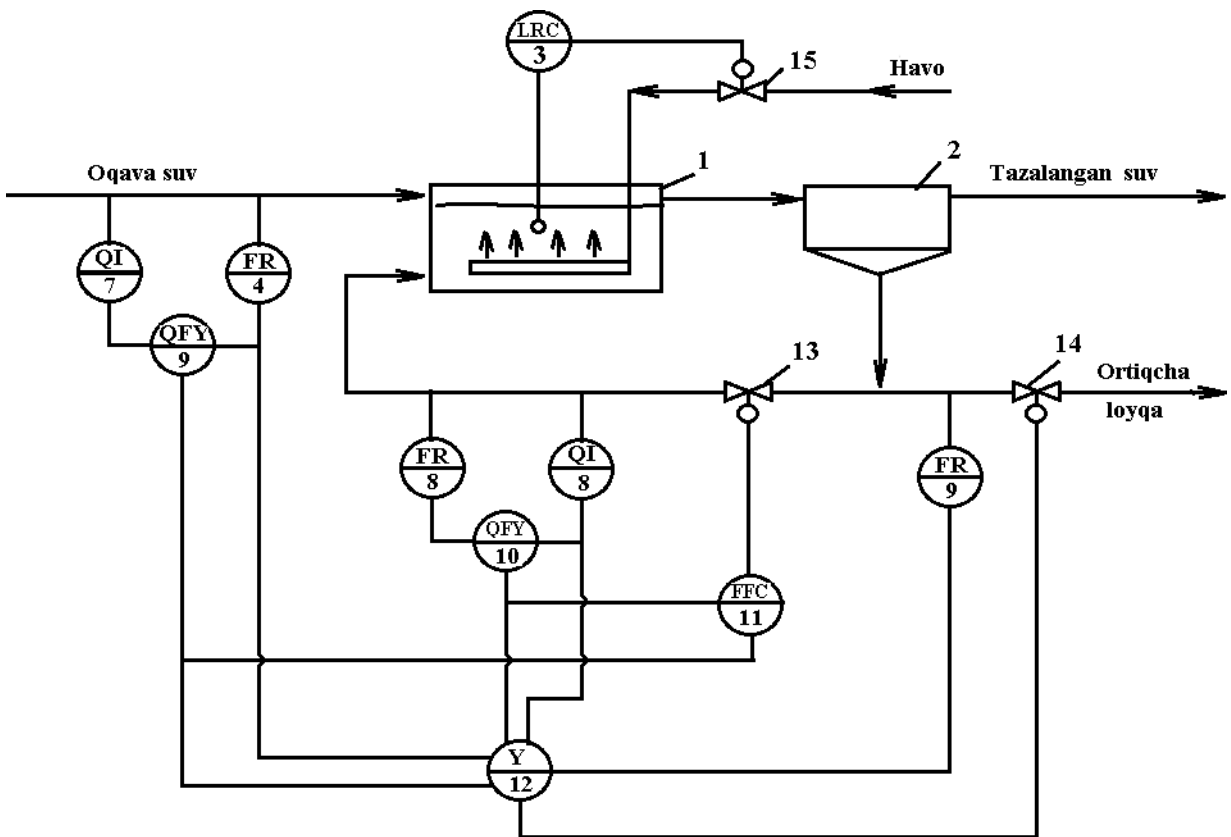 LRC
3
15
Havo
1
2
Oqava suv
Tazalangan suv
QI
7
FR
4
QFY
9
13
14
Ortiqcha
loyqa
FR
8
QI
8
FR
9
QFY
10
FFC
11
Y
12